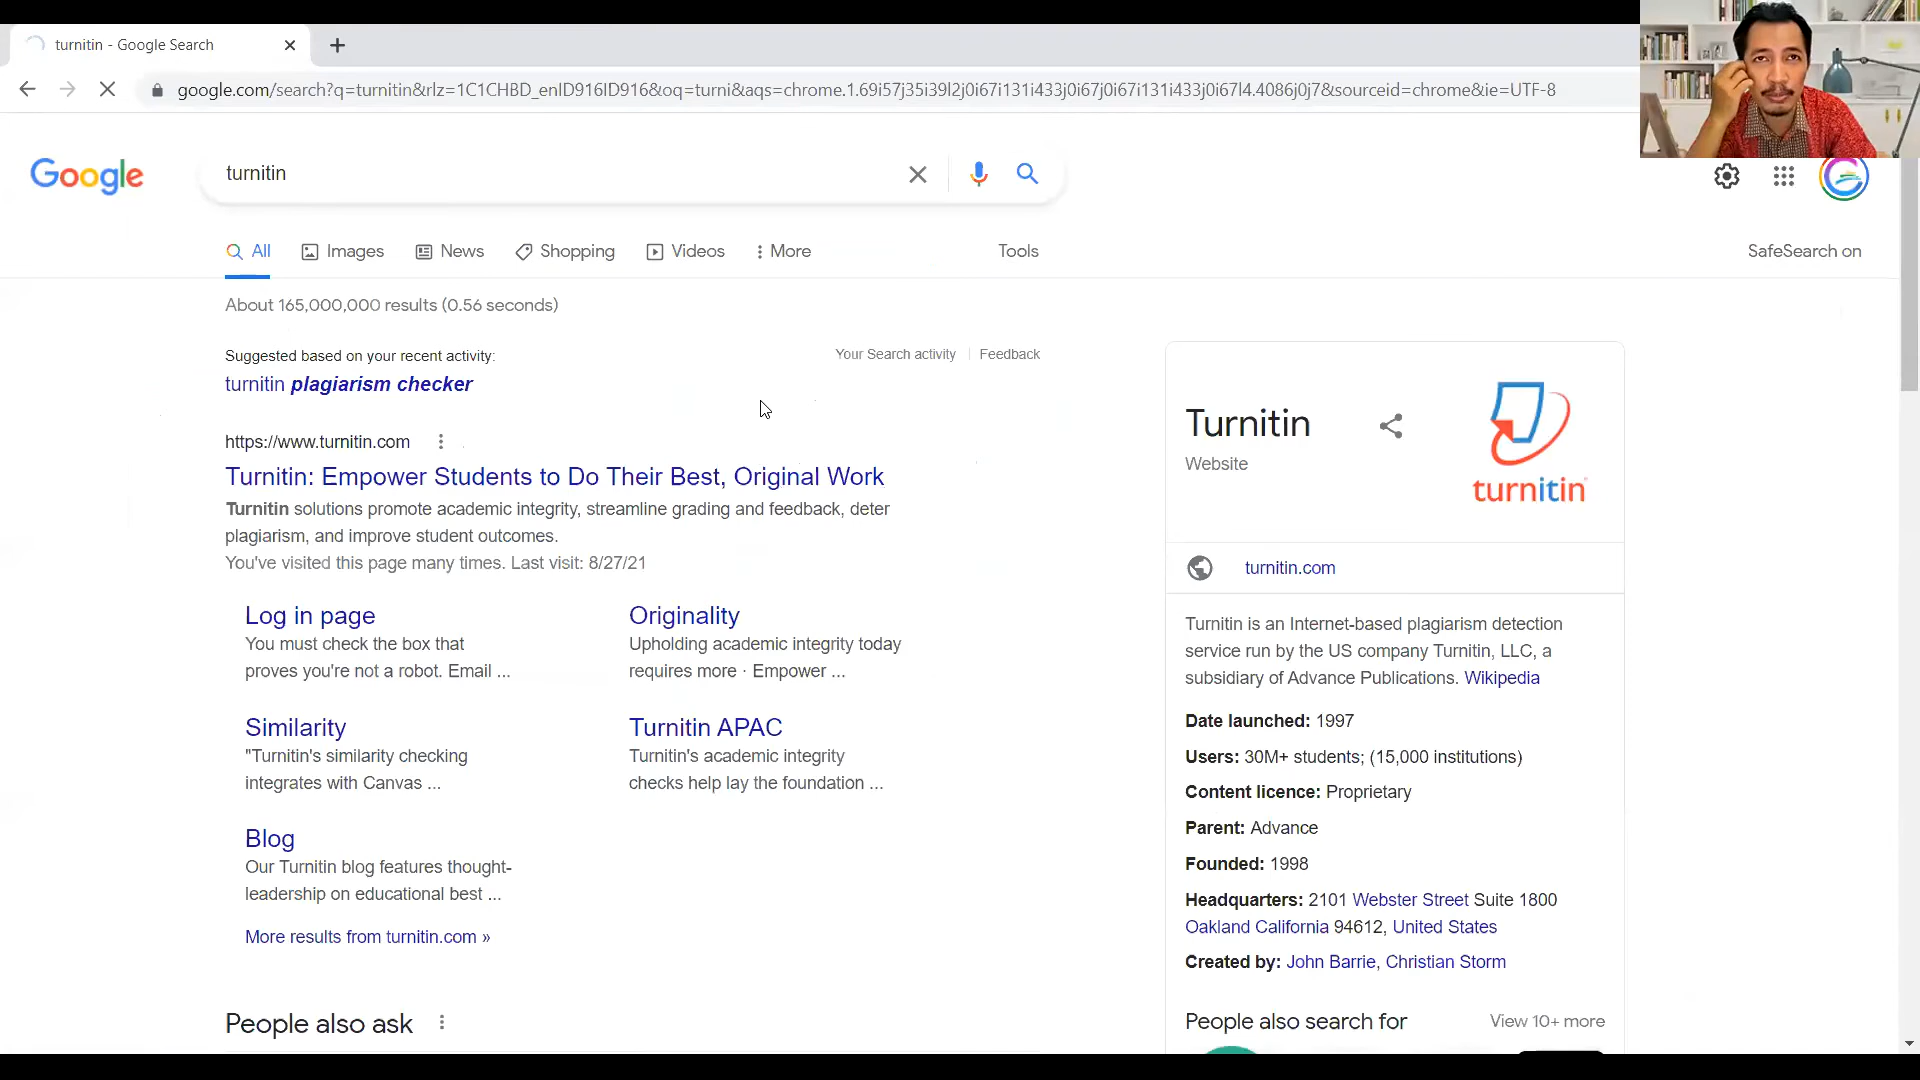 turnitin - Google Search
google.com/search?q=turnitin&rlz=1C1CHBD_enID916ID916&oq=turni&aqs=chrome.1.69i57j35i39l2j0i67i131i433j0i67j0i67i131i433j0i67l4.4086j0j7&sourceid=chrome&ie=UTF-8
Google
turnitin
All
Images
News
Shopping
Videos
More
Tools
SafeSearch on
About 165,000,000 results (0.56 seconds)
Suggested based on your recent activity:
Your Search activity
Feedback
turnitin plagiarism checker
https://www.turnitin.com
Turnitin: Empower Students to Do Their Best, Original Work
Turnitin solutions promote academic integrity, streamline grading and feedback, deter
plagiarism, and improve student outcomes.
You've visited this page many times. Last visit: 8/27/21
Log in page
You must check the box that
proves you're not a robot. Email ...
Originality
Upholding academic integrity today
requires more · Empower ...
Similarity
"Turnitin's similarity checking
integrates with Canvas ...
Turnitin APAC
Turnitin's academic integrity
checks help lay the foundation ...
Blog
Our Turnitin blog features thought-
leadership on educational best ...
More results from turnitin.com »
People also ask
Turnitin
Website
turnitin
turnitin.com
Turnitin is an Internet-based plagiarism detection
service run by the US company Turnitin, LLC, a
subsidiary of Advance Publications. Wikipedia
Date launched: 1997
Users: 30M+ students; (15,000 institutions)
Content licence: Proprietary
Parent: Advance
Founded: 1998
Headquarters: 2101 Webster Street Suite 1800
Oakland California 94612, United States
Created by: John Barrie, Christian Storm
People also search for
View 10+ more